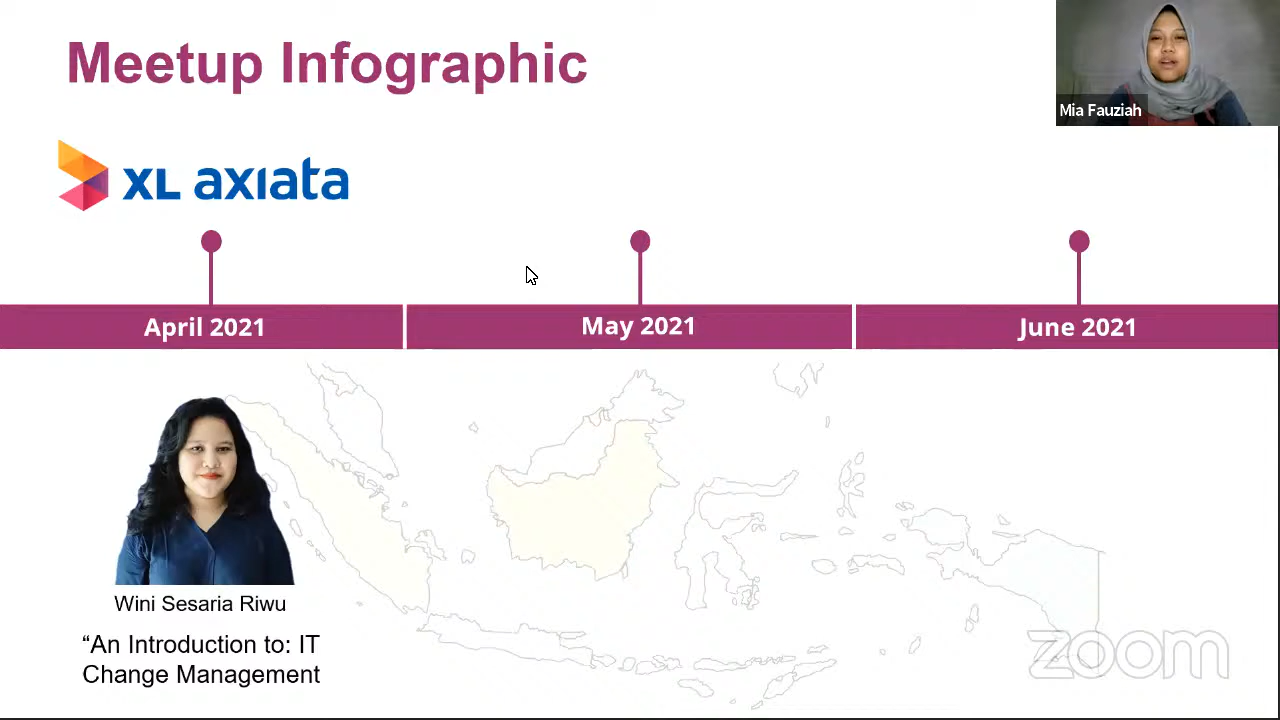 Meetup Infographic
Mia Fauziah
XL axiata
April 2021
May 2021
June 2021
Wini Sesaria Riwu
“An Introduction to: IT
Change Management
zoom